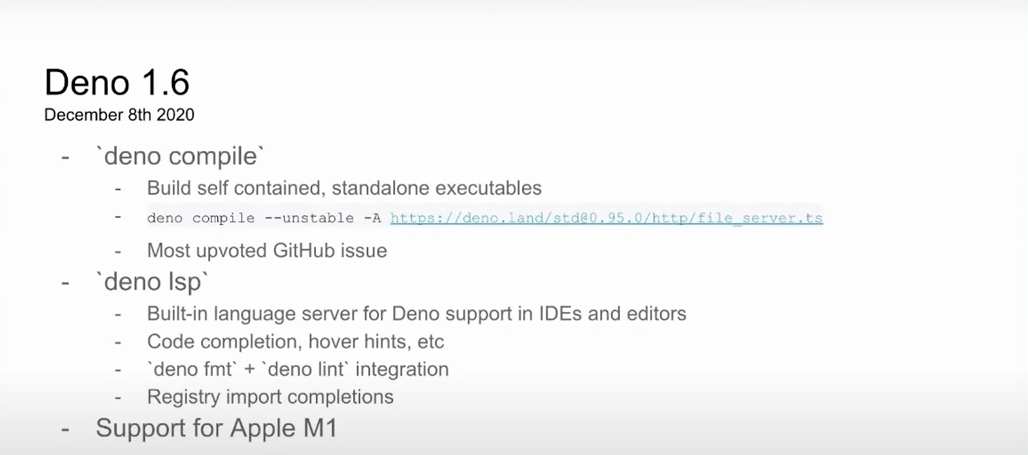 Deno 1.6
December 8th 2020
- `deno compile`
- Build self contained, standalone executables
- deno compile --unstable -A https://deno.land/std@0.95.0/http/file_server.ts
- Most upvoted GitHub issue
- `deno lsp`
- Built-in language server for Deno support in IDEs and editors
- Code completion, hover hints, etc
- `deno fmt` + `deno lint` integration
- Registry import completions
- Support for Apple M1